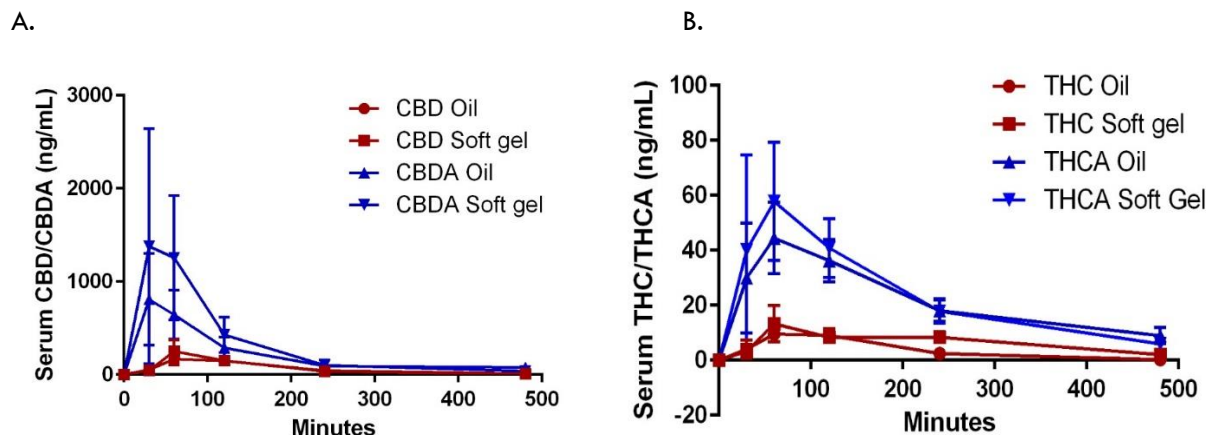 A.
3000
2000
1000
0
Serum CBD/CBDA (ng/mL)
CBD Oil
CBD Soft gel
CBDA Oil
CBDA Soft gel
0 100 200 300 400 500
Minutes
B.
100
80
60
40
20
0
-20
Serum THC/THCA (ng/mL)
THC Oil
THC Soft gel
THCA Oil
THCA Soft Gel
100 200 300 400 500
Minutes